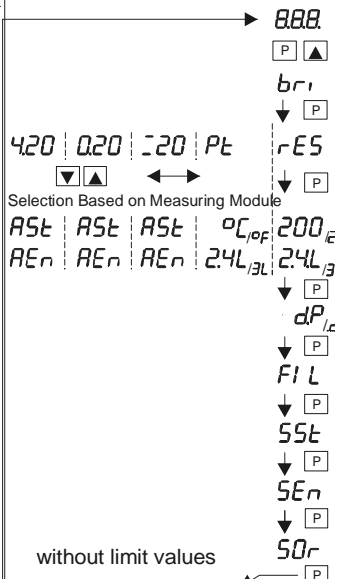 8.8.8.
P ▲
bri
P
4.20 0.20 -20 Pt rES
▼ ▲ P
Selection Based on Measuring Module
ASt ASt ASt °C/°F 200
AEn AEn AEn 2.4L/3L 2.4L/3
P
d.P
P
FIL
P
SSt
P
SEn
P
SOr
without limit values
P